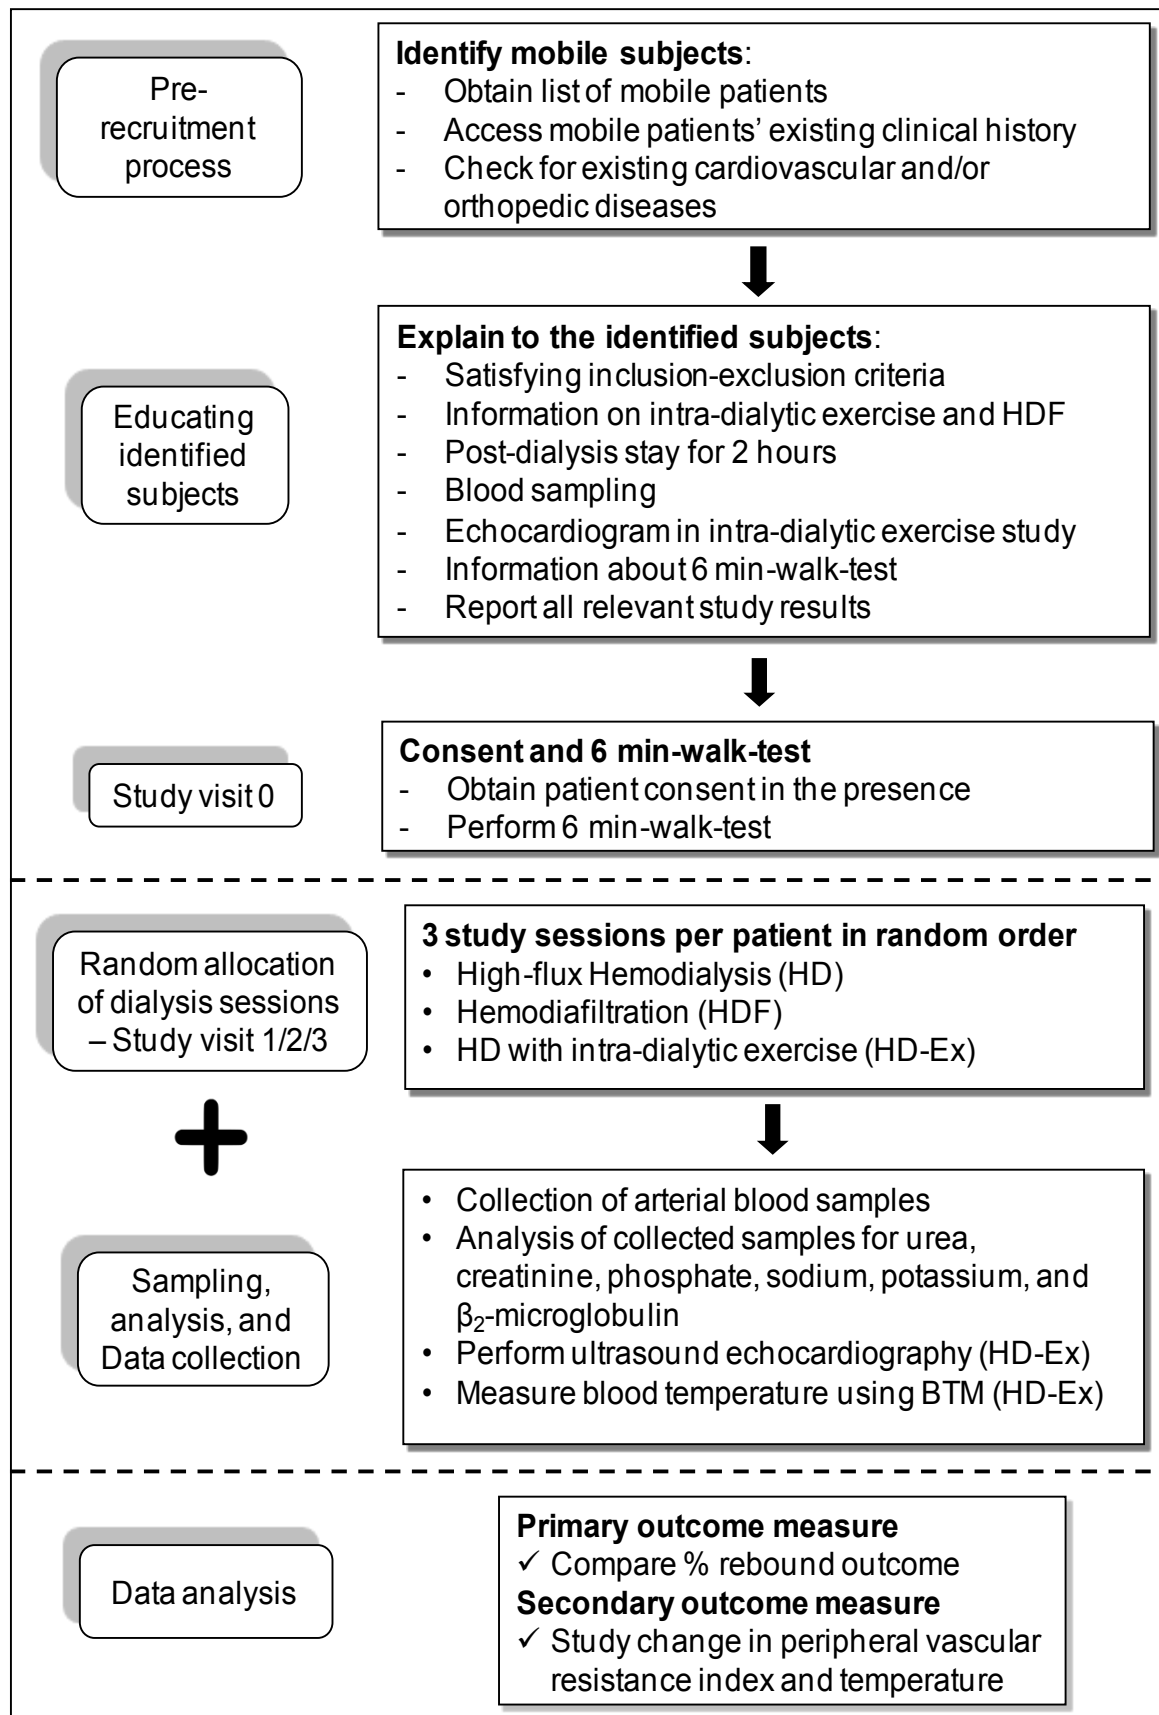 Pre-
recruitment
process
Identify mobile subjects:
- Obtain list of mobile patients
- Access mobile patients’ existing clinical history
- Check for existing cardiovascular and/or
orthopedic diseases
Educating
identified
subjects
Explain to the identified subjects:
- Satisfying inclusion-exclusion criteria
- Information on intra-dialytic exercise and HDF
- Post-dialysis stay for 2 hours
- Blood sampling
- Echocardiogram in intra-dialytic exercise study
- Information about 6 min-walk-test
- Report all relevant study results
Study visit 0
Consent and 6 min-walk-test
- Obtain patient consent in the presence
- Perform 6 min-walk-test
Random allocation
of dialysis sessions
– Study visit 1/2/3
3 study sessions per patient in random order
• High-flux Hemodialysis (HD)
• Hemodiafiltration (HDF)
• HD with intra-dialytic exercise (HD-Ex)
Sampling,
analysis, and
Data collection
• Collection of arterial blood samples
• Analysis of collected samples for urea,
creatinine, phosphate, sodium, potassium, and
β₂-microglobulin
• Perform ultrasound echocardiography (HD-Ex)
• Measure blood temperature using BTM (HD-Ex)
Data analysis
Primary outcome measure
✓ Compare % rebound outcome
Secondary outcome measure
✓ Study change in peripheral vascular
resistance index and temperature